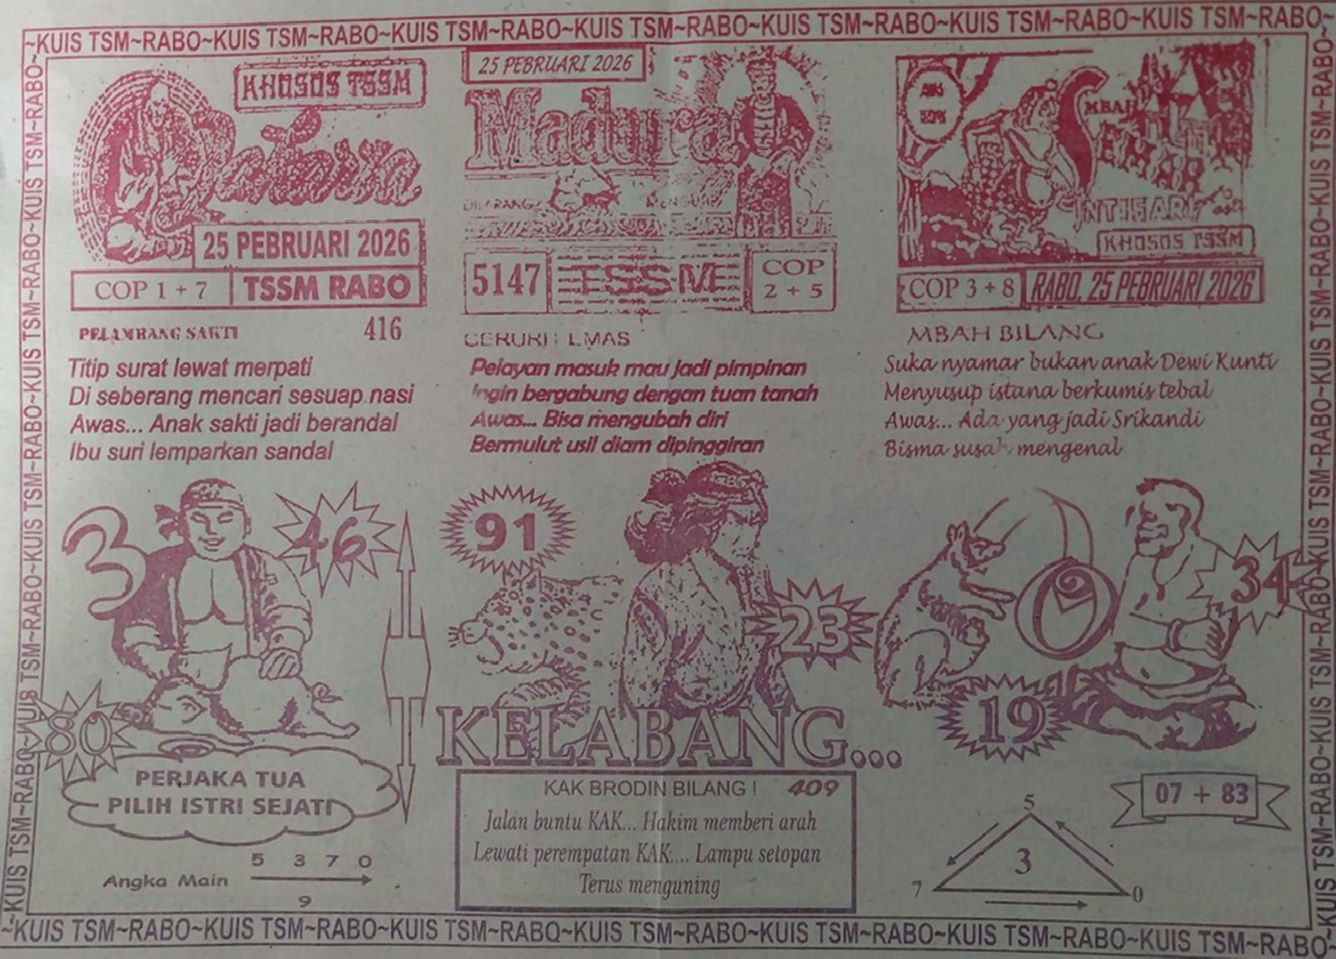 ~KUIS TSM~RABO~KUIS TSM~RABO~KUIS TSM~RABO~KUIS TSM~RABO~KUIS TSM~RABO~KUIS TSM~RABO~KUIS TSM~RABO~
KHUSUS TSSM
25 PEBRUARI 2026
COP 1 + 7 TSSM RABO
PELAMBANG SAKTI 416
Titip surat lewat merpati
Di seberang mencari sesuap nasi
Awas... Anak sakti jadi berandal
Ibu suri lemparkan sandal
3
46
80
PERJAKA TUA
PILIH ISTRI SEJATI
5 3 7 0
Angka Main
9
25 PEBRUARI 2026
Madura
DILARANG
5147 TSSM COP
2 + 5
Pelayan masuk mau jadi pimpinan
Ingin bergabung dengan tuan tanah
Awas... Bisa mengubah diri
Bermulut usil diam dipinggiran
91
23
KELABANG...
KAK BRODIN BILANG ! 409
Jalan buntu KAK... Hakim memberi arah
Lewati perempatan KAK.... Lampu setopan
Terus menguning
MBAH
INTISARI
KHUSUS TSSM
COP 3 + 8 RABO, 25 PEBRUARI 2026
MBAH BILANG
Suka nyamar bukan anak Dewi Kunti
Menyusup istana berkumis tebal
Awas... Ada yang jadi Srikandi
Bisma susah mengenal
0
34
19
07 + 83
5
3
7 0
~KUIS TSM~RABO~KUIS TSM~RABO~KUIS TSM~RABO~KUIS TSM~RABO~KUIS TSM~RABO~KUIS TSM~RABO~KUIS TSM~RABO~